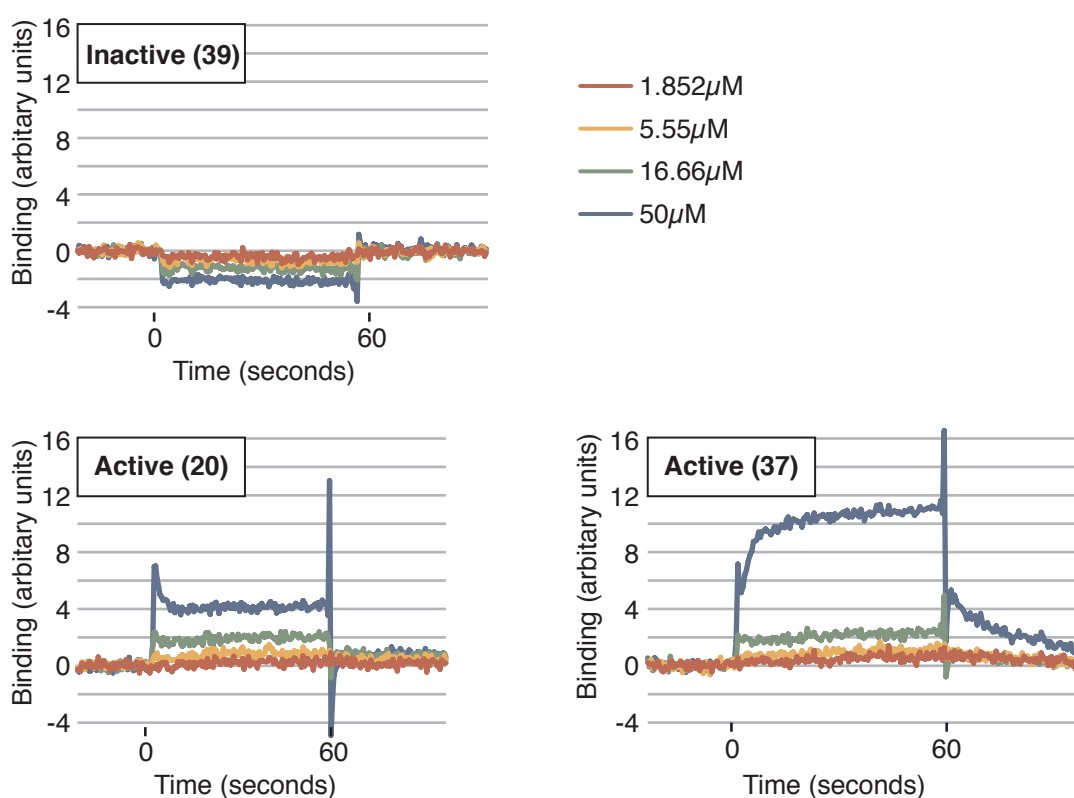 Binding (arbitary units)
16
12
8
4
0
-4
Inactive (39)
0
60
Time (seconds)
1.852µM
5.55µM
16.66µM
50µM
Binding (arbitary units)
16
12
8
4
0
-4
Active (20)
0
60
Time (seconds)
Binding (arbitary units)
16
12
8
4
0
-4
Active (37)
0
60
Time (seconds)